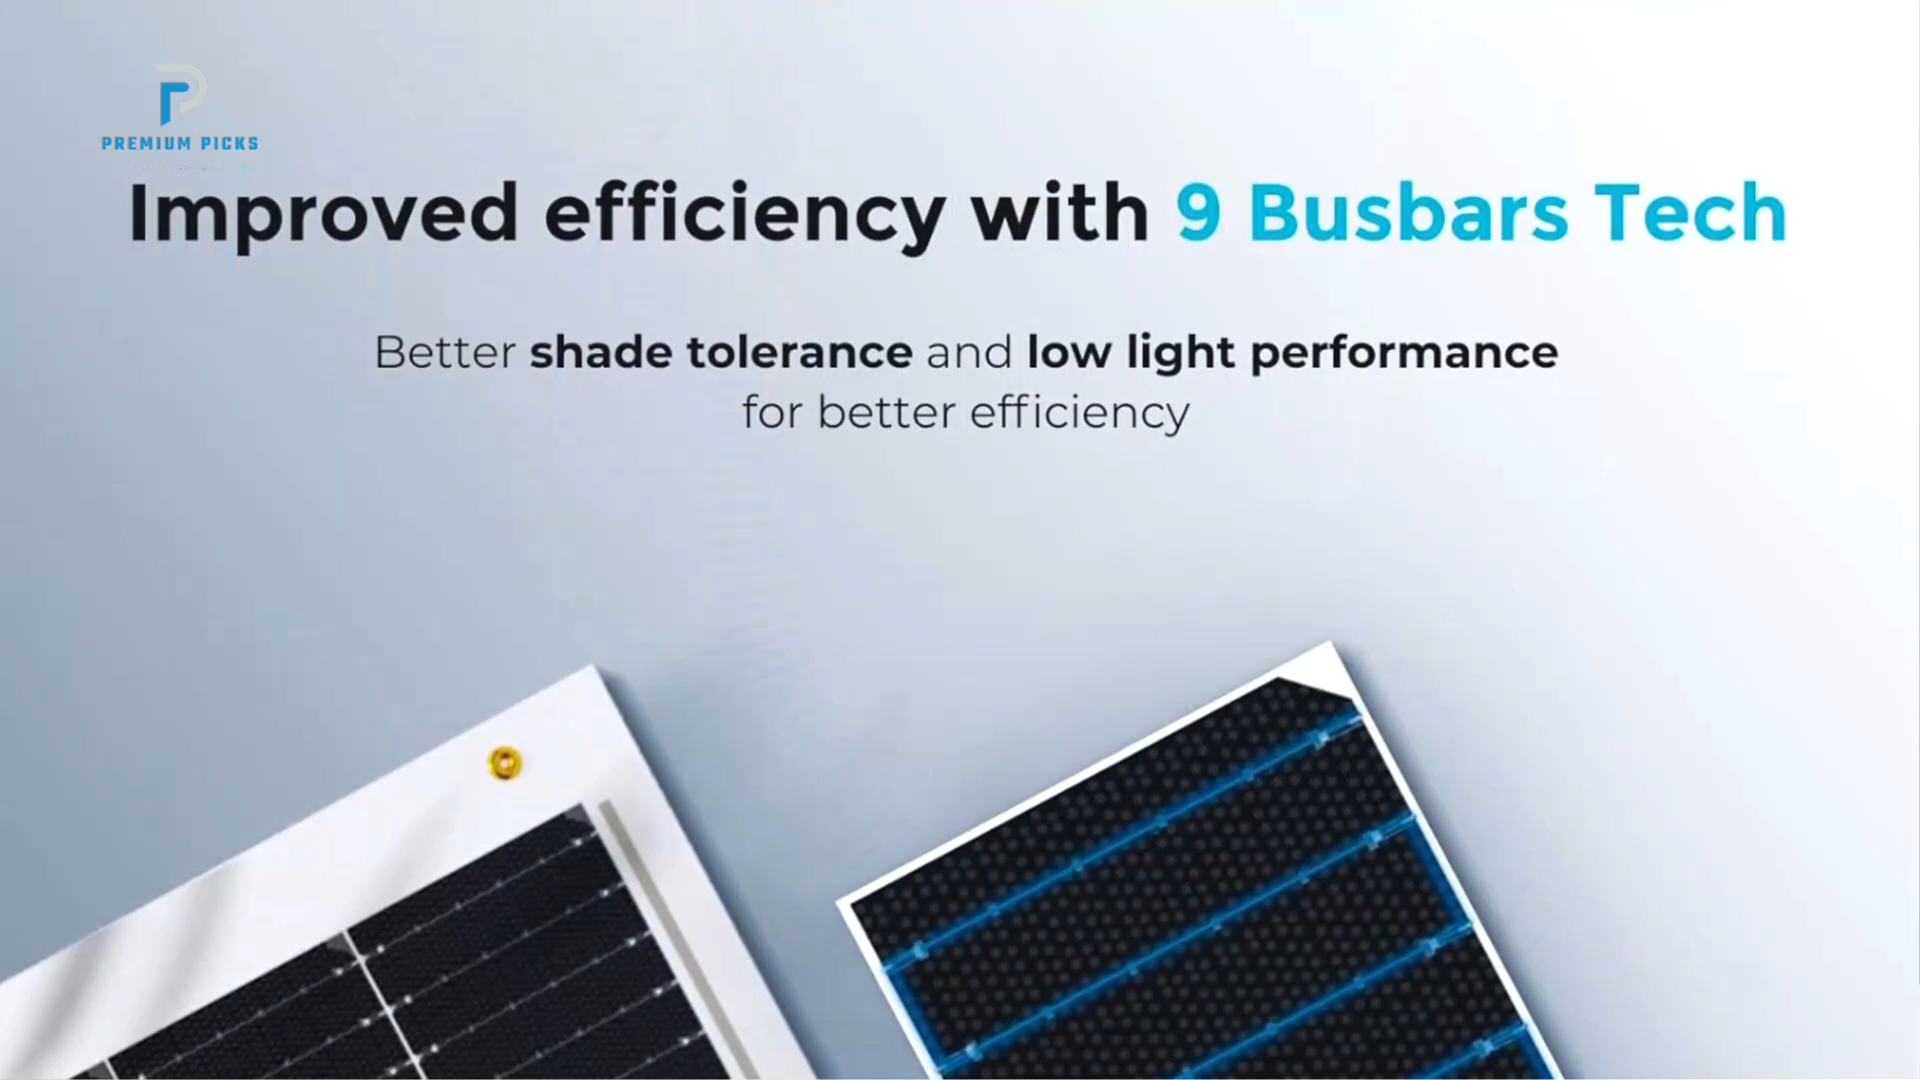 PREMIUM PICKS
Improved efficiency with 9 Busbars Tech
Better shade tolerance and low light performance
for better efficiency